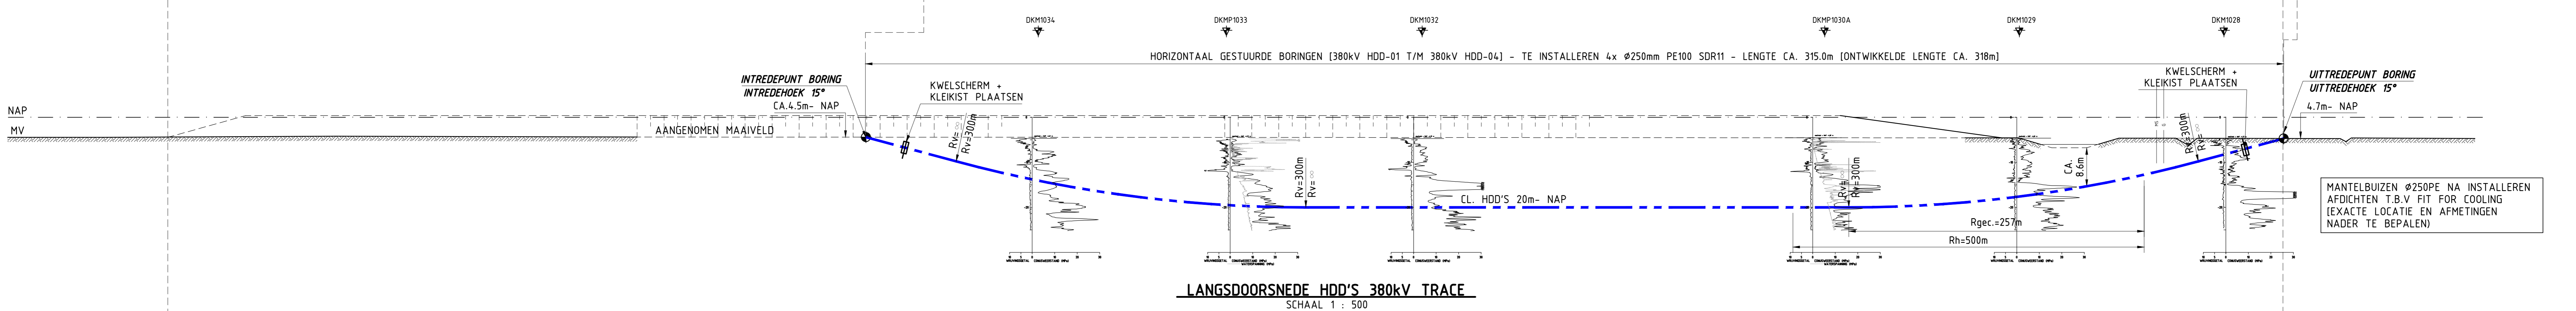 DKM1034
DKMP1033
DKM1032
DKMP1030A
DKM1029
DKM1028
HORIZONTAAL GESTUURDE BORINGEN [380kV HDD-01 T/M 380kV HDD-04] - TE INSTALLEREN 4x Ø250mm PE100 SDR11 - LENGTE CA. 315.0m [ONTWIKKELDE LENGTE CA. 318m]
INTREDEPUNT BORING
INTREDEHOEK 15°
CA.4.5m- NAP
KWELSCHERM +
KLEIKIST PLAATSEN
KWELSCHERM +
KLEIKIST PLAATSEN
UITTREDEPUNT BORING
UITTREDEHOEK 15°
4.7m- NAP
NAP
MV
AANGENOMEN MAAIVELD
Rv=∞
Rv=300m
Rv=300m
Rv=∞
Rv=∞
Rv=300m
CA.
8.6m
Rv=300m
Rv=∞
CL. HDD'S 20m- NAP
Rgec.=257m
Rh=500m
MANTELBUIZEN Ø250PE NA INSTALLEREN
AFDICHTEN T.B.V FIT FOR COOLING
[EXACTE LOCATIE EN AFMETINGEN
NADER TE BEPALEN)
LANGSDOORSNEDE HDD'S 380kV TRACE
SCHAAL 1 : 500